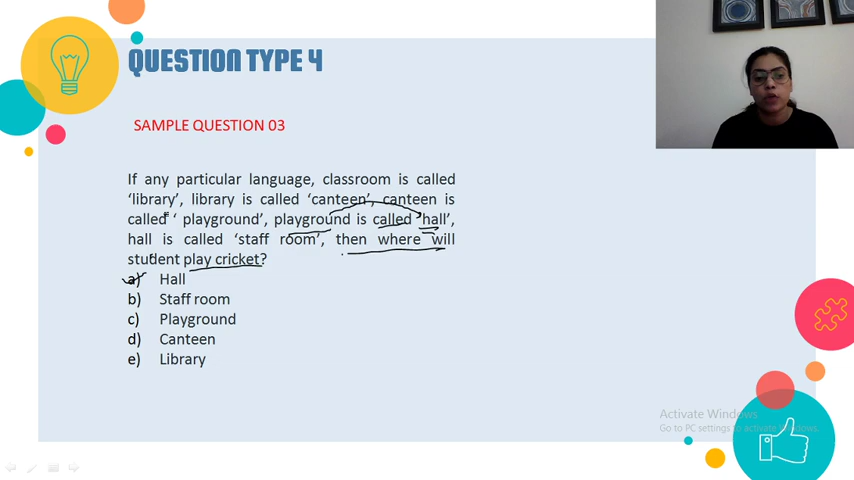 QUESTION TYPE 4
SAMPLE QUESTION 03
If any particular language, classroom is called
‘library’, library is called ‘canteen’, canteen is
called ‘ playground’, playground is called ‘hall’,
hall is called ‘staff room’, then where will
student play cricket?
a) Hall
b) Staff room
c) Playground
d) Canteen
e) Library
Activate Windows
Go to PC settings to activate Windows.